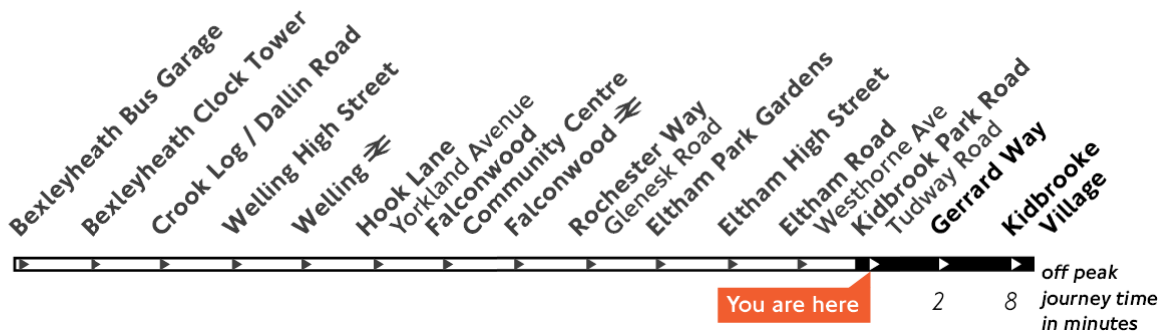 Bexleyheath Bus Garage
Bexleyheath Clock Tower
Crook Log / Dallin Road
Welling High Street
Welling
Hook Lane
Yorkland Avenue
Falconwood
Community Centre
Falconwood
Rochester Way
Glenesk Road
Eltham Park Gardens
Eltham High Street
Eltham Road
Westhorne Ave
Kidbrook Park Road
Tudway Road
Gerrard Way
Kidbrooke
Village
You are here
2
8
off peak
journey time
in minutes